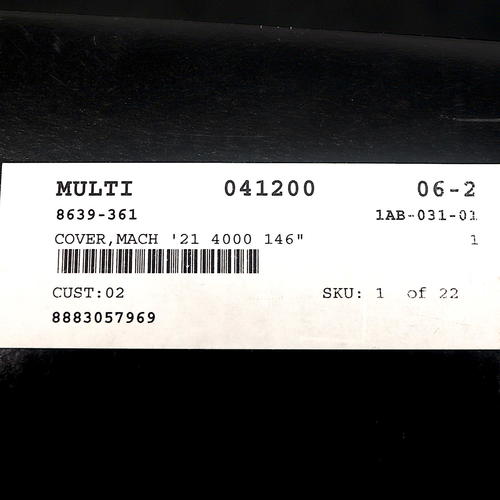 MULTI 041200 06-2
8639-361 1AB-031-01
COVER,MACH '21 4000 146" 1
CUST:02 SKU: 1 of 22
8883057969